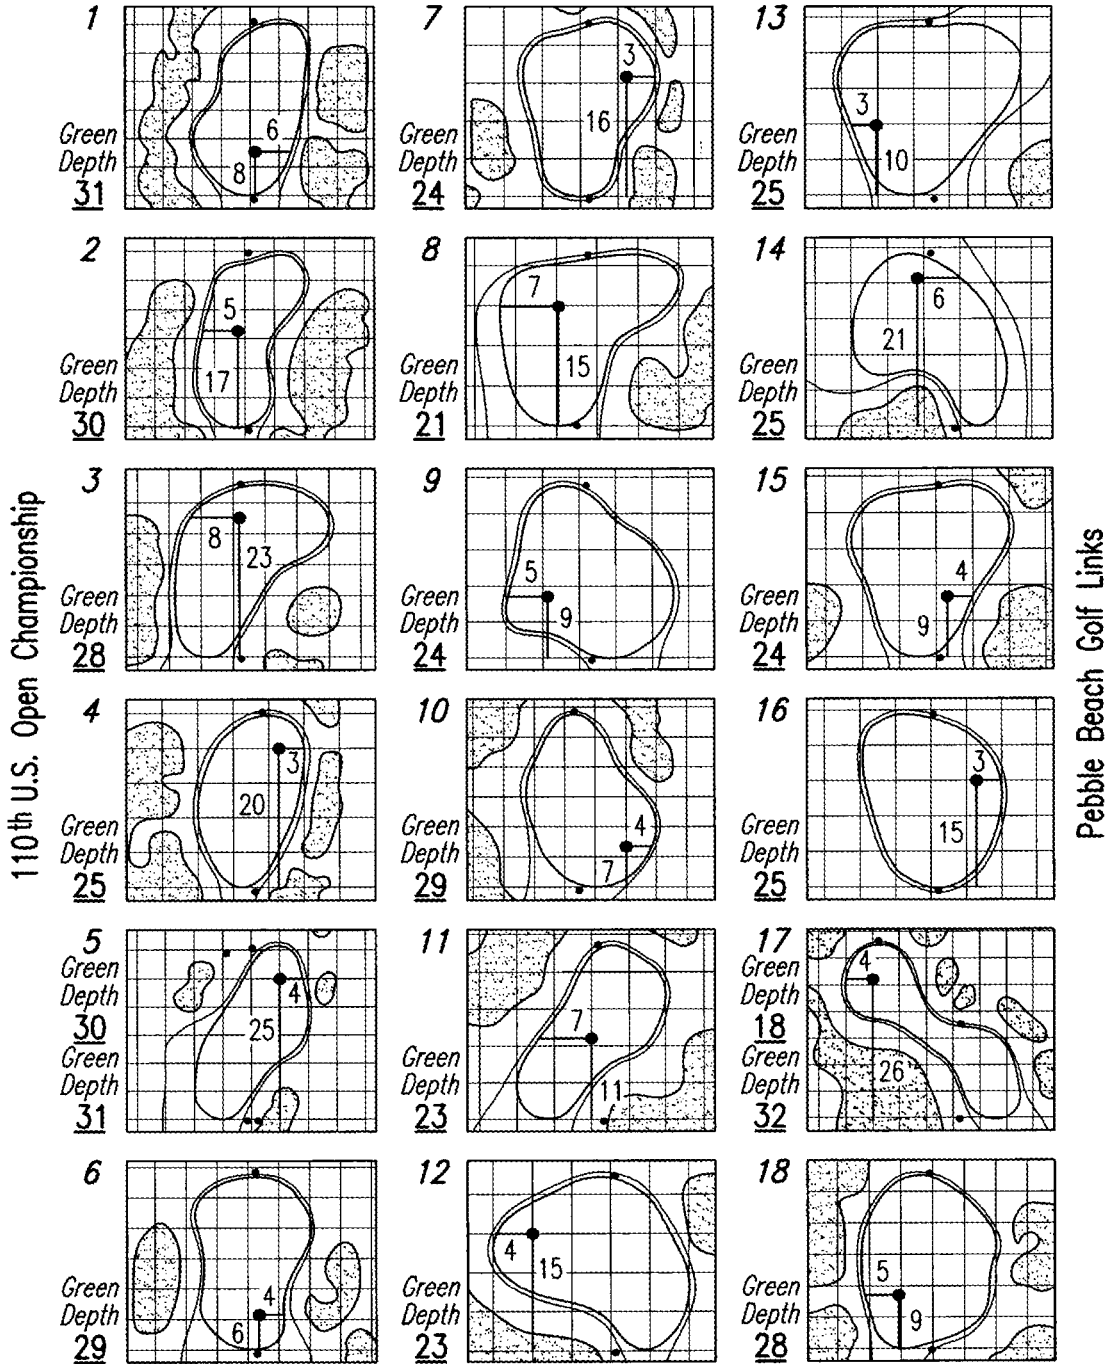 110th U.S. Open Championship
1
Green
Depth
31
6
8
2
Green
Depth
30
5
17
3
Green
Depth
28
8
23
4
Green
Depth
25
3
20
5
Green
Depth
30
Green
Depth
31
4
25
6
Green
Depth
29
4
6
7
Green
Depth
24
3
16
8
Green
Depth
21
7
15
9
Green
Depth
24
5
9
10
Green
Depth
29
4
7
11
Green
Depth
23
7
11
12
Green
Depth
23
4
15
13
Green
Depth
25
3
10
14
Green
Depth
25
6
21
15
Green
Depth
24
4
9
16
Green
Depth
25
3
15
17
Green
Depth
18
Green
Depth
32
4
26
18
Green
Depth
28
5
9
Pebble Beach Golf Links